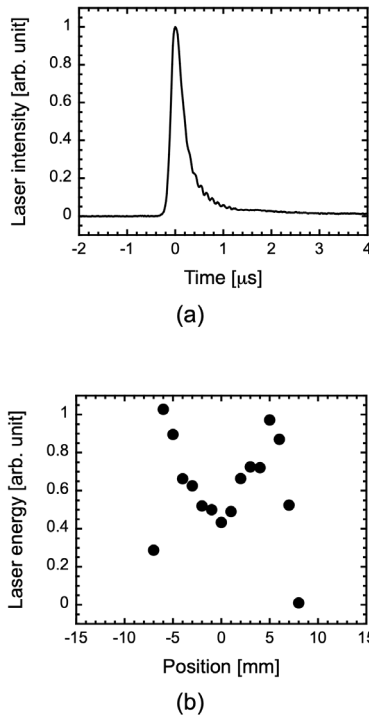 Laser intensity [arb. unit]
1
0.8
0.6
0.4
0.2
0
-2 -1 0 1 2 3 4
Time [μs]
(a)
Laser energy [arb. unit]
1
0.8
0.6
0.4
0.2
0
-15 -10 -5 0 5 10 15
Position [mm]
(b)